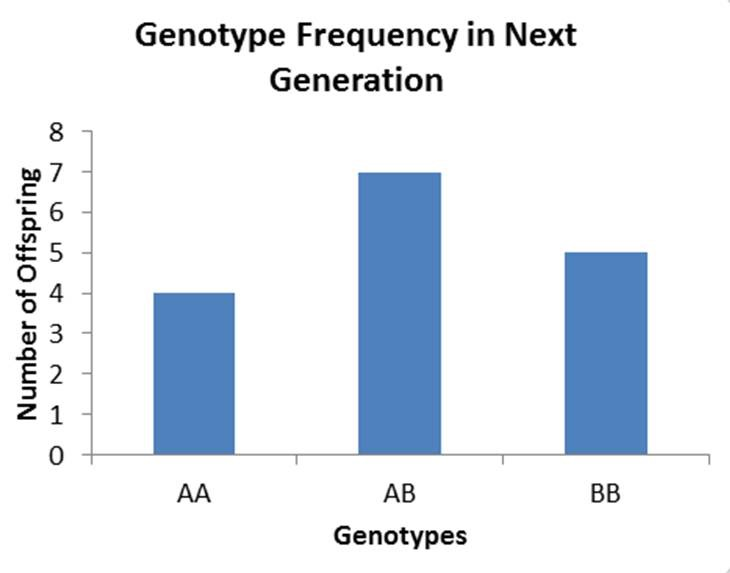 Genotype Frequency in Next
Generation
Number of Offspring
8
7
6
5
4
3
2
1
0
AA AB BB
Genotypes